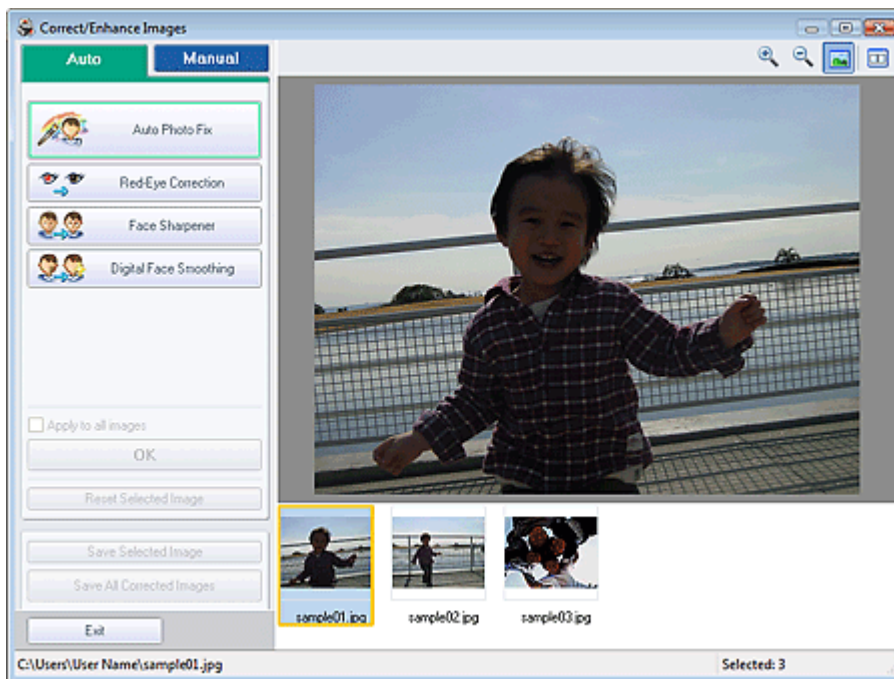 Correct/Enhance Images
Auto
Manual
Auto Photo Fix
Red-Eye Correction
Face Sharpener
Digital Face Smoothing
Apply to all images
OK
Reset Selected Image
Save Selected Image
Save All Corrected Images
Exit
sample01.jpg
sample02.jpg
sample03.jpg
C:\Users\User Name\sample01.jpg
Selected: 3